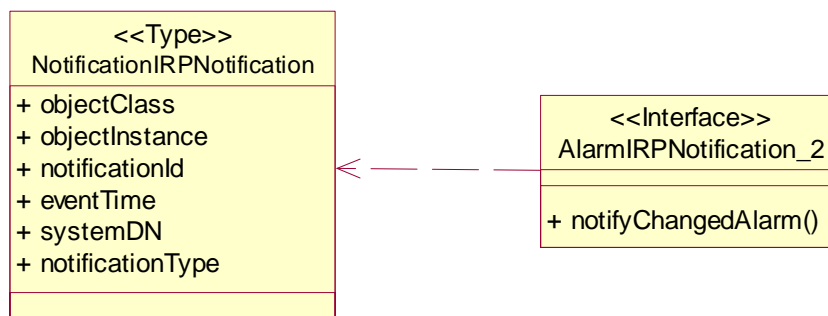 <<Type>>
NotificationIRPNotification
+ objectClass
+ objectInstance
+ notificationId
+ eventTime
+ systemDN
+ notificationType
<<Interface>>
AlarmIRPNotification_2
+ notifyChangedAlarm()